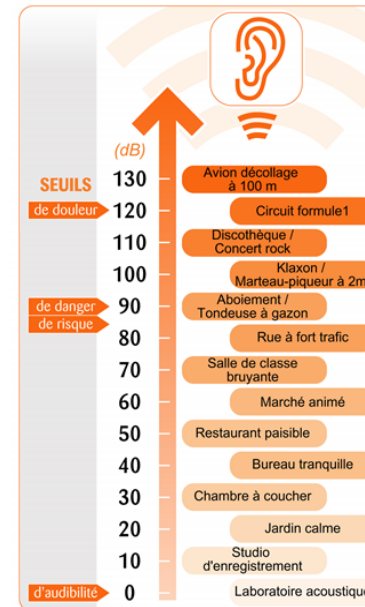 (dB)
SEUILS
130
Avion décollage
à 100 m
de douleur
120
Circuit formule1
110
Discothèque /
Concert rock
100
Klaxon /
Marteau-piqueur à 2m
de danger
90
Aboiement /
Tondeuse à gazon
de risque
80
Rue à fort trafic
70
Salle de classe
bruyante
60
Marché animé
50
Restaurant paisible
40
Bureau tranquille
30
Chambre à coucher
20
Jardin calme
10
Studio
d'enregistrement
d'audibilité
0
Laboratoire acoustique